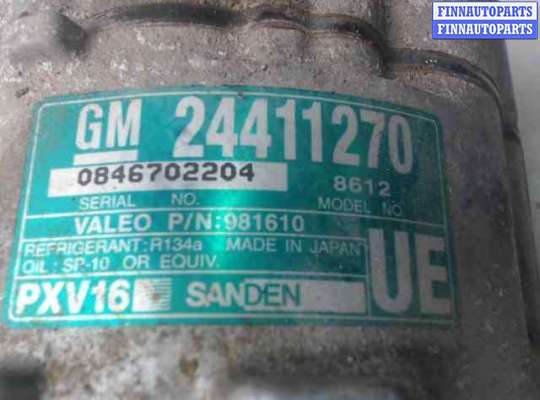 FINNAUTOPARTS
FINNAUTOPARTS
GM 24411270
0846702204 8612
SERIAL NO. MODEL NO.
VALEO P/N:981610
REFRIGERANT:R134a MADE IN JAPAN
OIL: SP-10 OR EQUIV.
PXV16 SANDEN UE